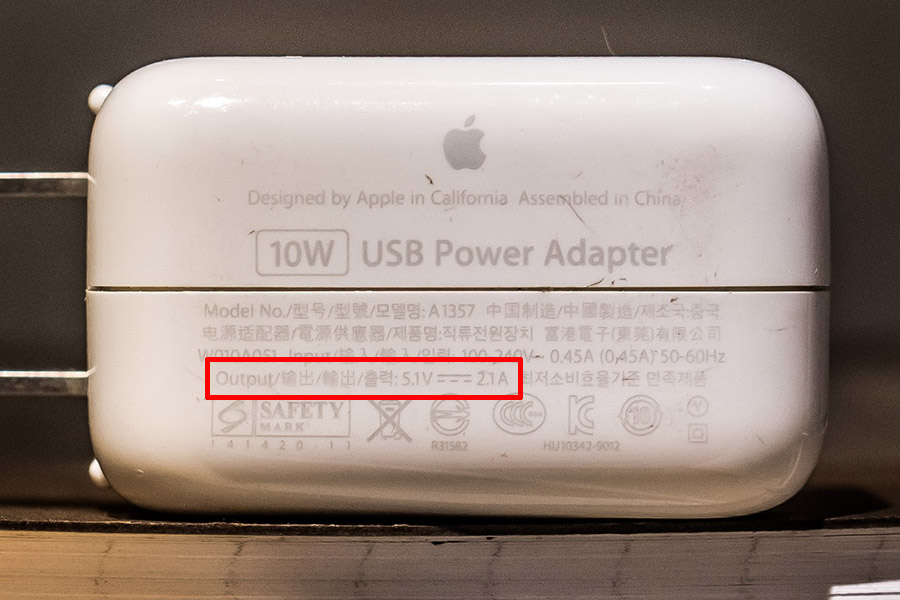 Designed by Apple in California Assembled in China
10W USB Power Adapter
Model No./型号/型號/모델명: A1357 中国制造/中國製造/제조국:중국
电源适配器/電源供應器/제품명:직류전원장치 富港電子(東莞)有限公司
W010A051 Input/输入/輸入/입력: 100-240V~ 0.45A (0.45A) 50-60Hz
Output/输出/輸出/출력: 5.1V ⎓ 2.1A 최저소비효율기준 만족제품
S SAFETY
MARK
141420 11 R31582 HU10342-9012